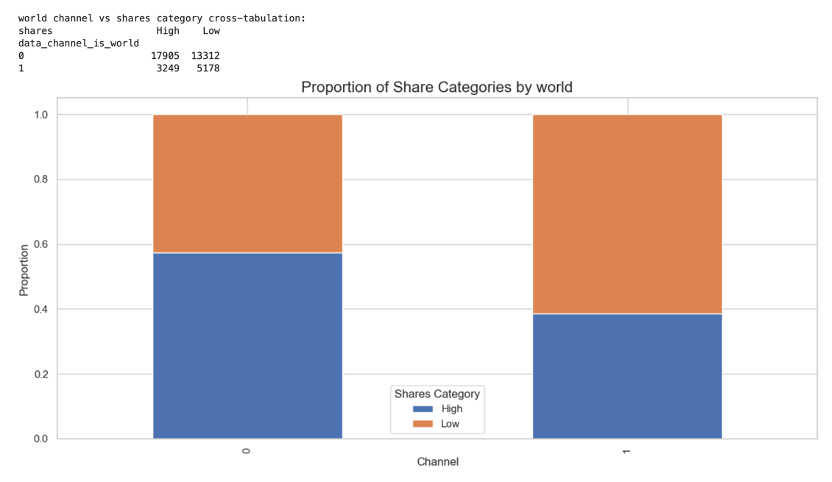 world channel vs shares category cross-tabulation:
shares High Low
data_channel_is_world
0 17905 13312
1 3249 5178
Proportion of Share Categories by world
1.0
0.8
0.6
0.4
0.2
0.0
Proportion
Shares Category
High
Low
0 1
Channel